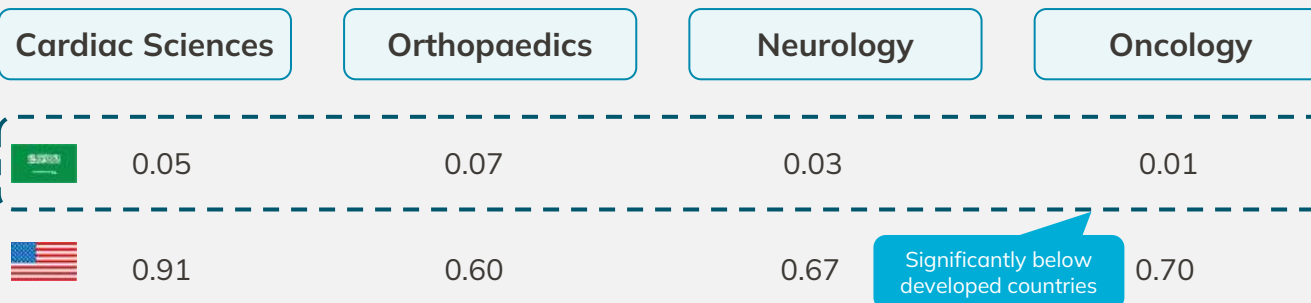 Cardiac Sciences Orthopaedics Neurology Oncology
0.05 0.07 0.03 0.01
0.91 0.60 0.67 0.70
Significantly below
developed countries